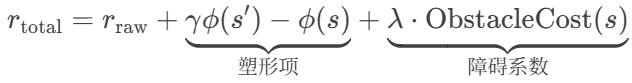 r_total = r_raw + γϕ(s′) − ϕ(s) + λ · ObstacleCost(s)
塑形项 障碍系数